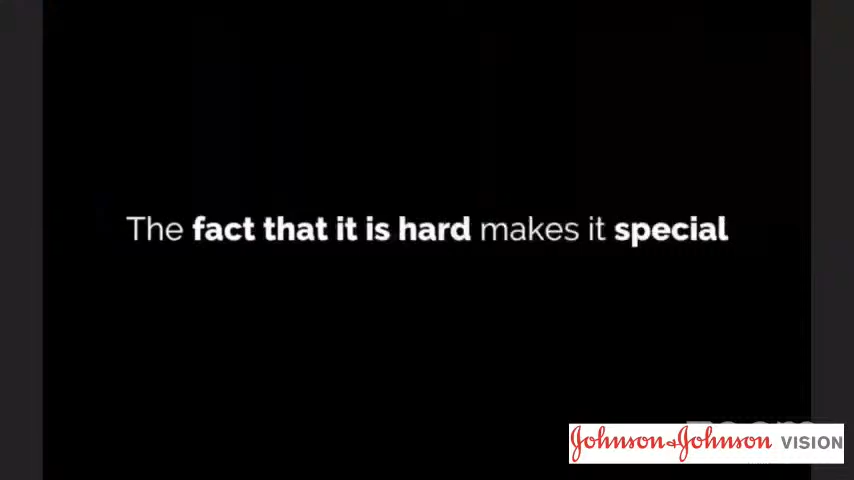 The fact that it is hard makes it special
Johnson & Johnson VISION